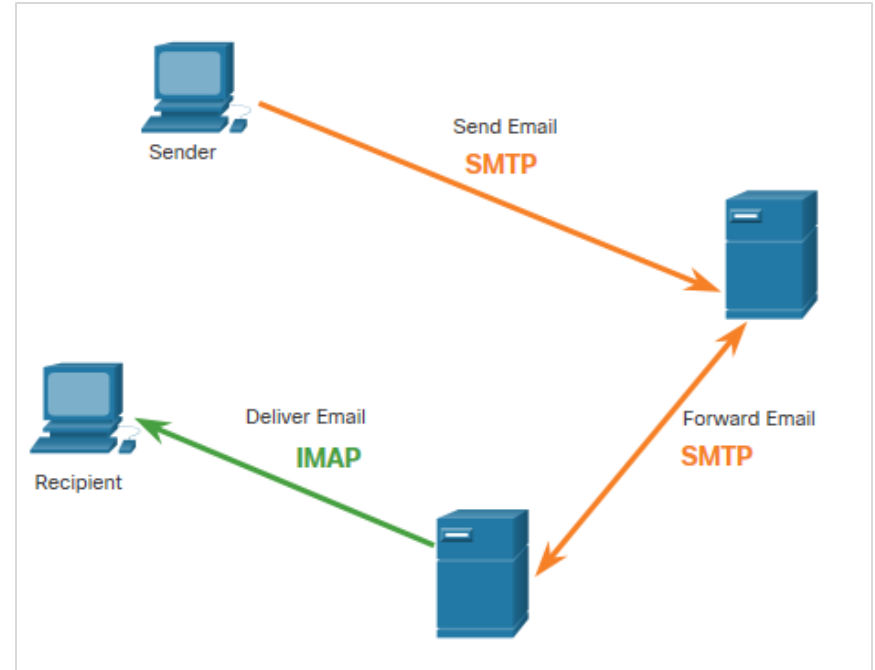 Send Email
SMTP
Sender
Deliver Email
IMAP
Forward Email
SMTP
Recipient